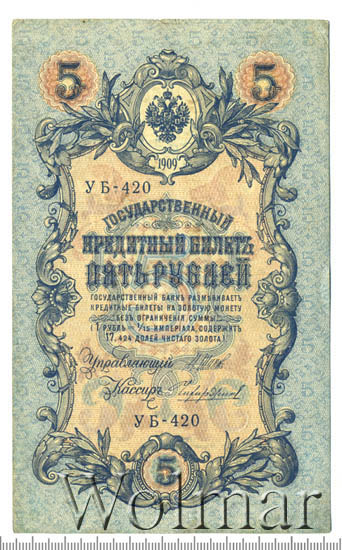 5 5
1909
УБ-420
ГОСУДАРСТВЕННЫЙ
КРЕДИТНЫЙ БИЛЕТЪ
ПЯТЬ РУБЛЕЙ
ГОСУДАРСТВЕННЫЙ БАНКЪ РАЗМѢНИВАЕТЪ
КРЕДИТНЫЕ БИЛЕТЫ НА ЗОЛОТУЮ МОНЕТУ
БЕЗЪ ОГРАНИЧЕНІЯ СУММЫ
(1 РУБЛЬ = 1/15 ИМПЕРІАЛА, СОДЕРЖИТЪ
17,424 ДОЛЕЙ ЧИСТАГО ЗОЛОТА)
Управляющій
Кассиръ
УБ-420
5
Wolmar